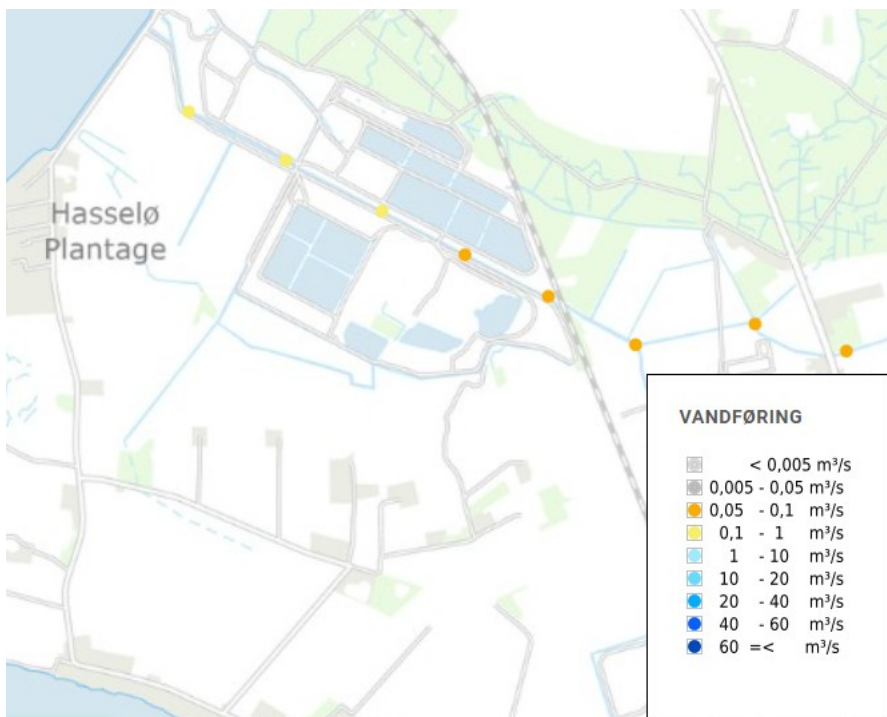 Hasselø
Plantage
VANDFØRING
< 0,005 m³/s
0,005 - 0,05 m³/s
0,05 - 0,1 m³/s
0,1 - 1 m³/s
1 - 10 m³/s
10 - 20 m³/s
20 - 40 m³/s
40 - 60 m³/s
60 =< m³/s